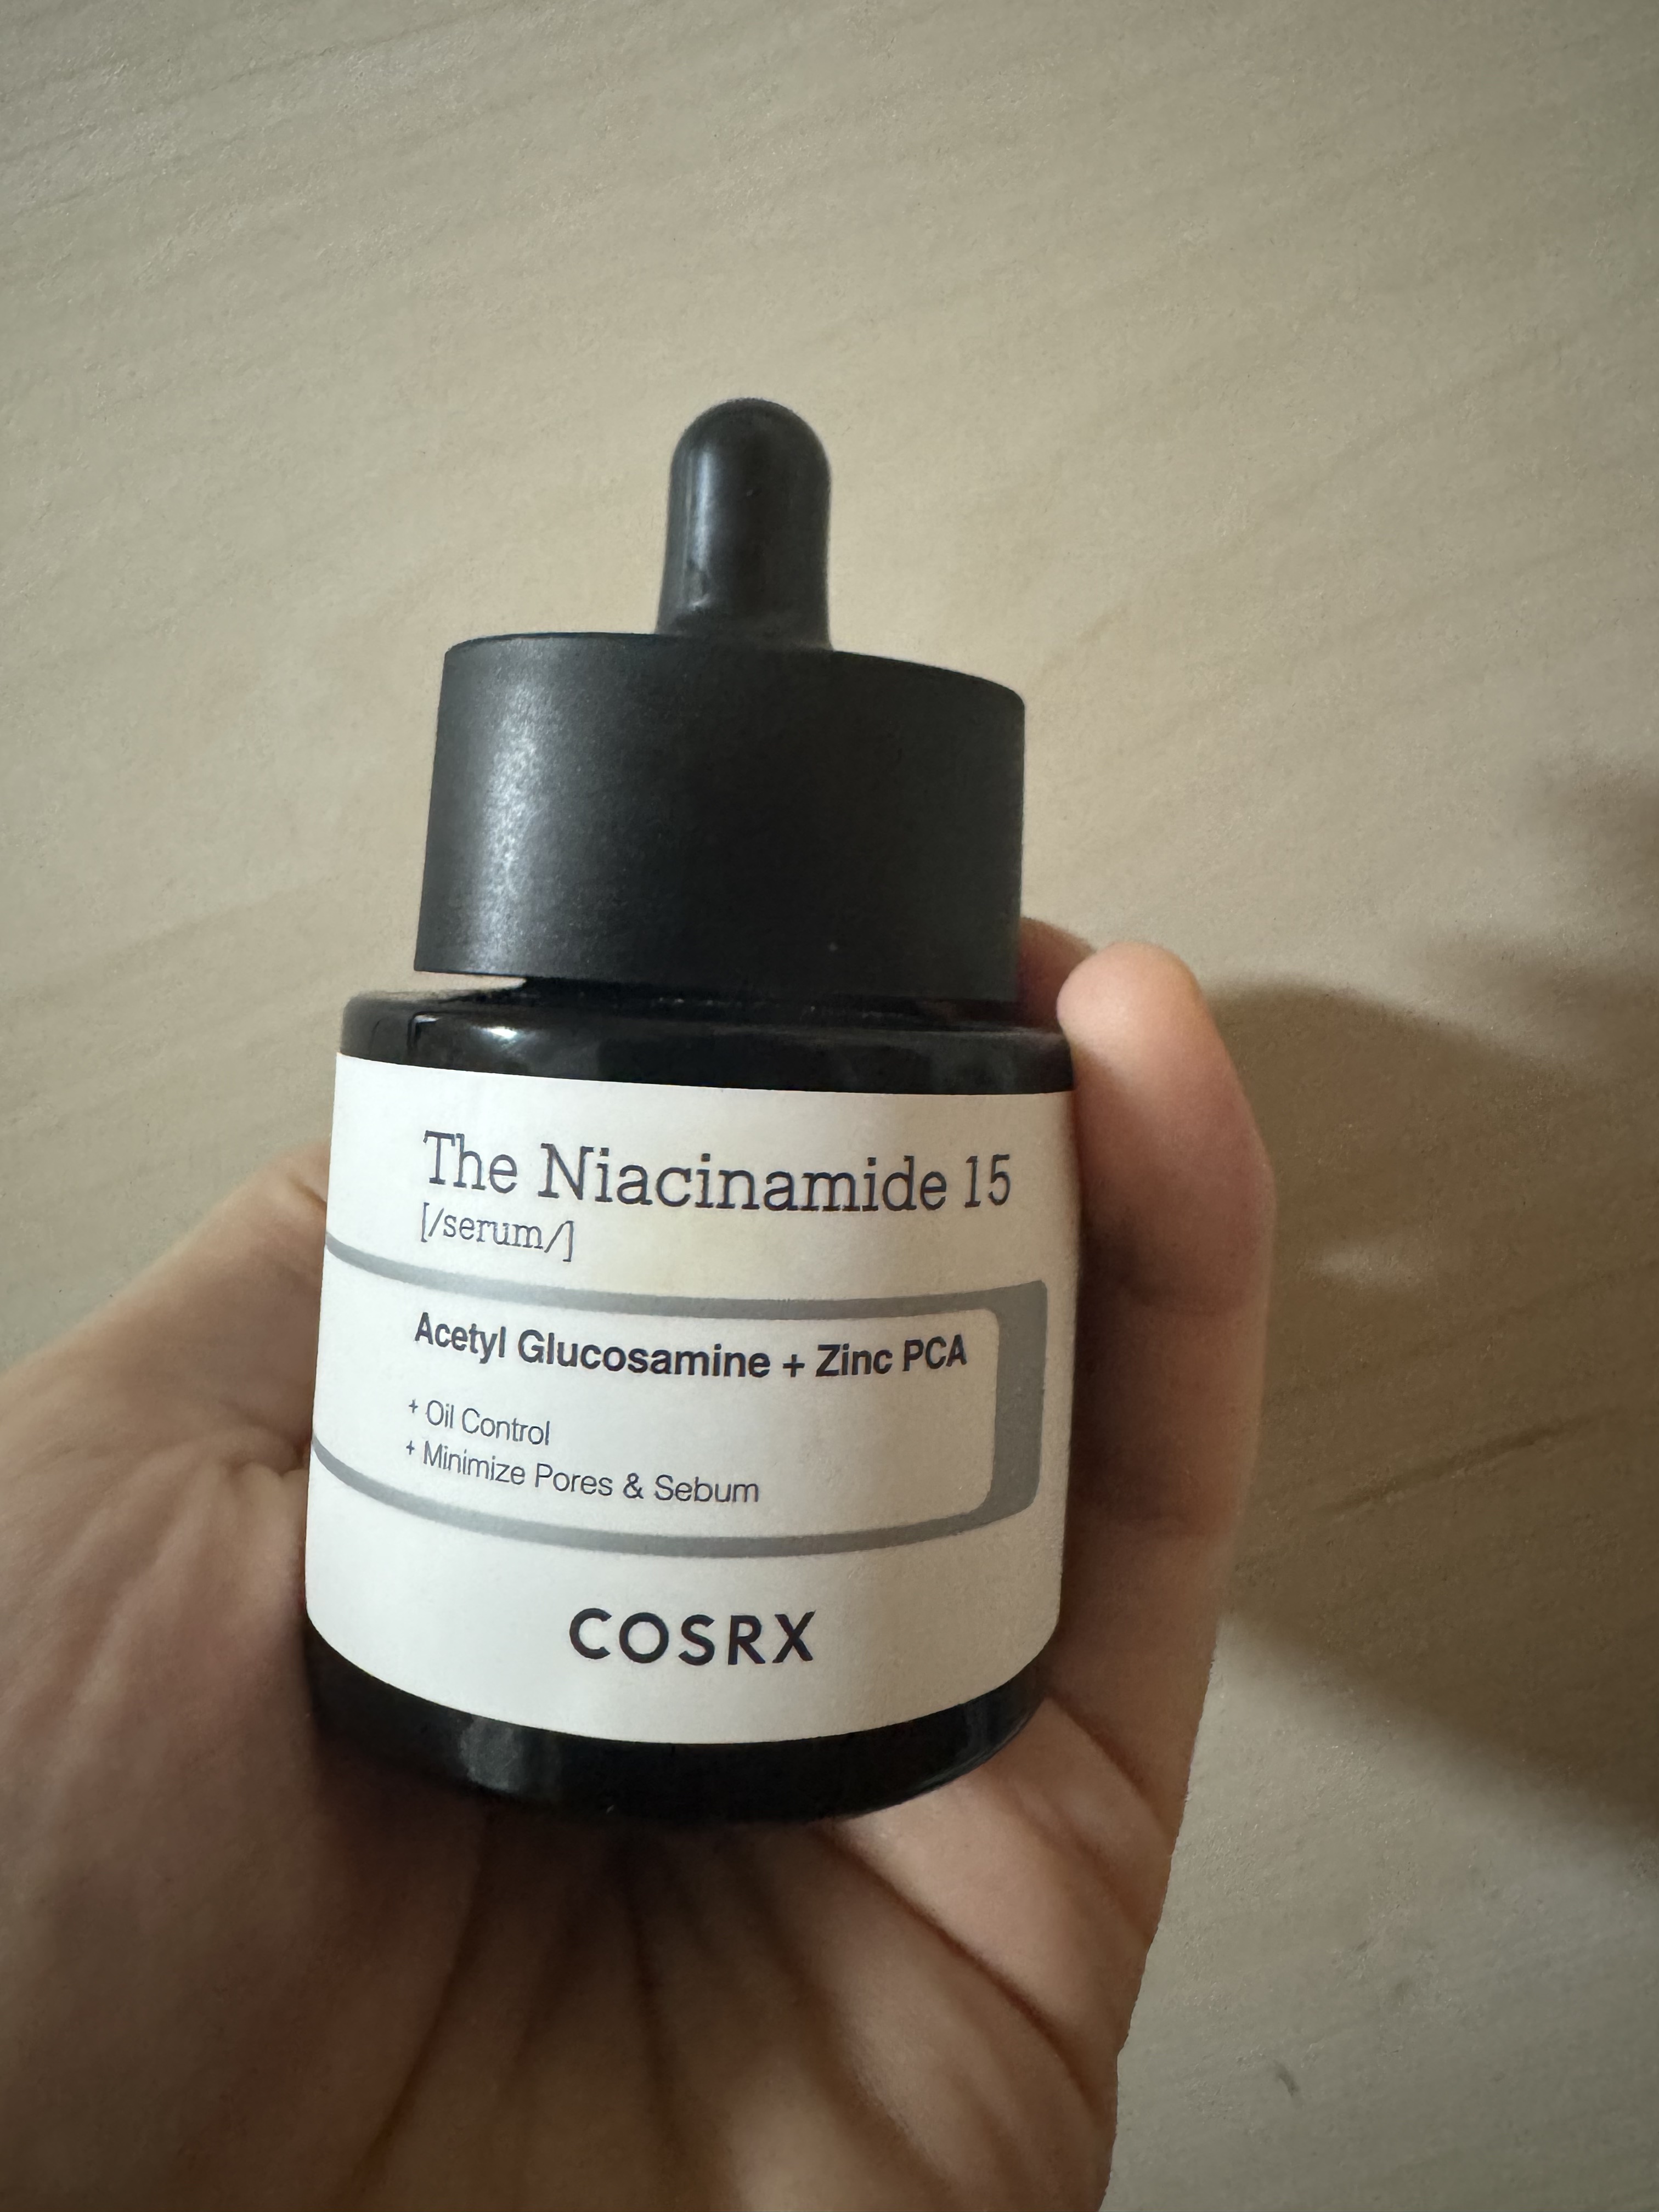 The Niacinamide 15
[/serum/]
Acetyl Glucosamine + Zinc PCA
+ Oil Control
+ Minimize Pores & Sebum
COSRX